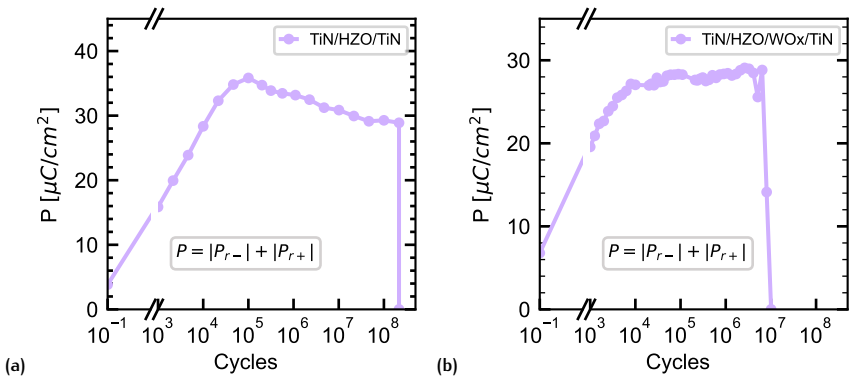 TiN/HZO/TiN
P [μC/cm²]
40
30
20
10
0
P = |Pᵣ₋| + |Pᵣ₊|
10⁻¹ 10³ 10⁴ 10⁵ 10⁶ 10⁷ 10⁸
Cycles
(a)
TiN/HZO/WOx/TiN
P [μC/cm²]
30
20
10
0
P = |Pᵣ₋| + |Pᵣ₊|
10⁻¹ 10³ 10⁴ 10⁵ 10⁶ 10⁷ 10⁸
Cycles
(b)